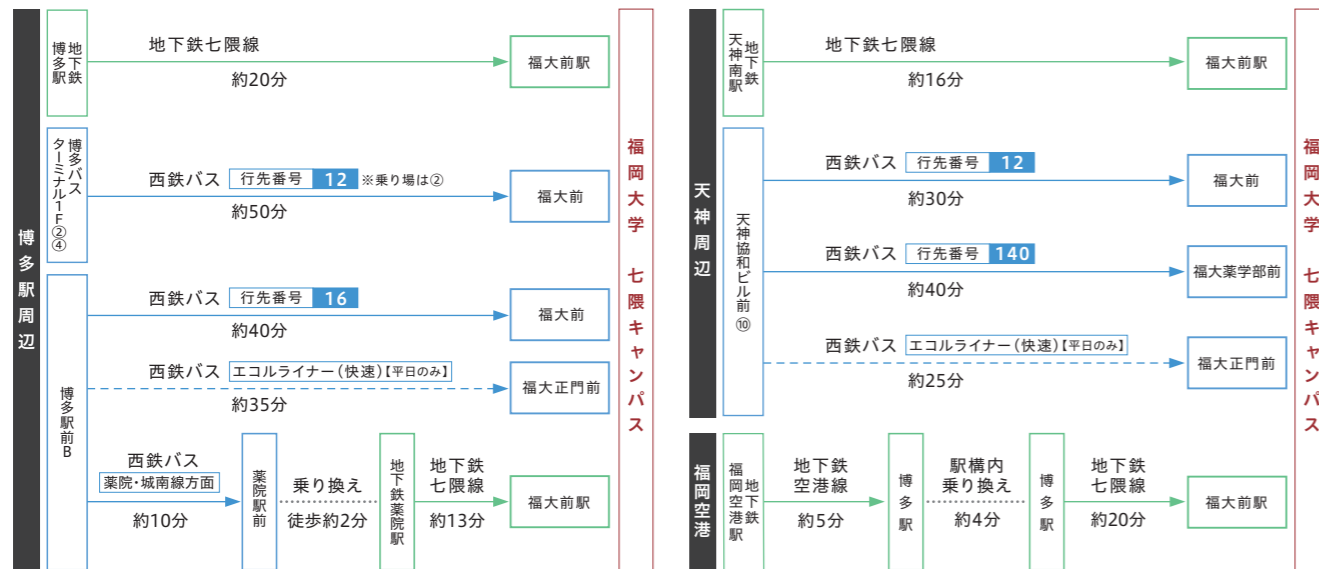 博多駅周辺
地下鉄
博多駅
地下鉄七隈線
約20分
福大前駅
博多バス
ターミナル1F②④
西鉄バス 行先番号 12 ※乗り場は②
約50分
福大前
博多駅前B
西鉄バス 行先番号 16
約40分
福大前
西鉄バス エコルライナー(快速)【平日のみ】
約35分
福大正門前
西鉄バス
薬院・城南線方面
約10分
薬院駅前
乗り換え
徒歩約2分
地下鉄薬院駅
地下鉄
七隈線
約13分
福大前駅
福岡大学 七隈キャンパス
天神周辺
地下鉄
天神南駅
地下鉄七隈線
約16分
福大前駅
天神協和ビル前⑩
西鉄バス 行先番号 12
約30分
福大前
西鉄バス 行先番号 140
約40分
福大薬学部前
西鉄バス エコルライナー(快速)【平日のみ】
約25分
福大正門前
福岡空港
地下鉄
福岡空港駅
地下鉄
空港線
約5分
博多駅
駅構内
乗り換え
約4分
博多駅
地下鉄
七隈線
約20分
福大前駅
福岡大学 七隈キャンパス